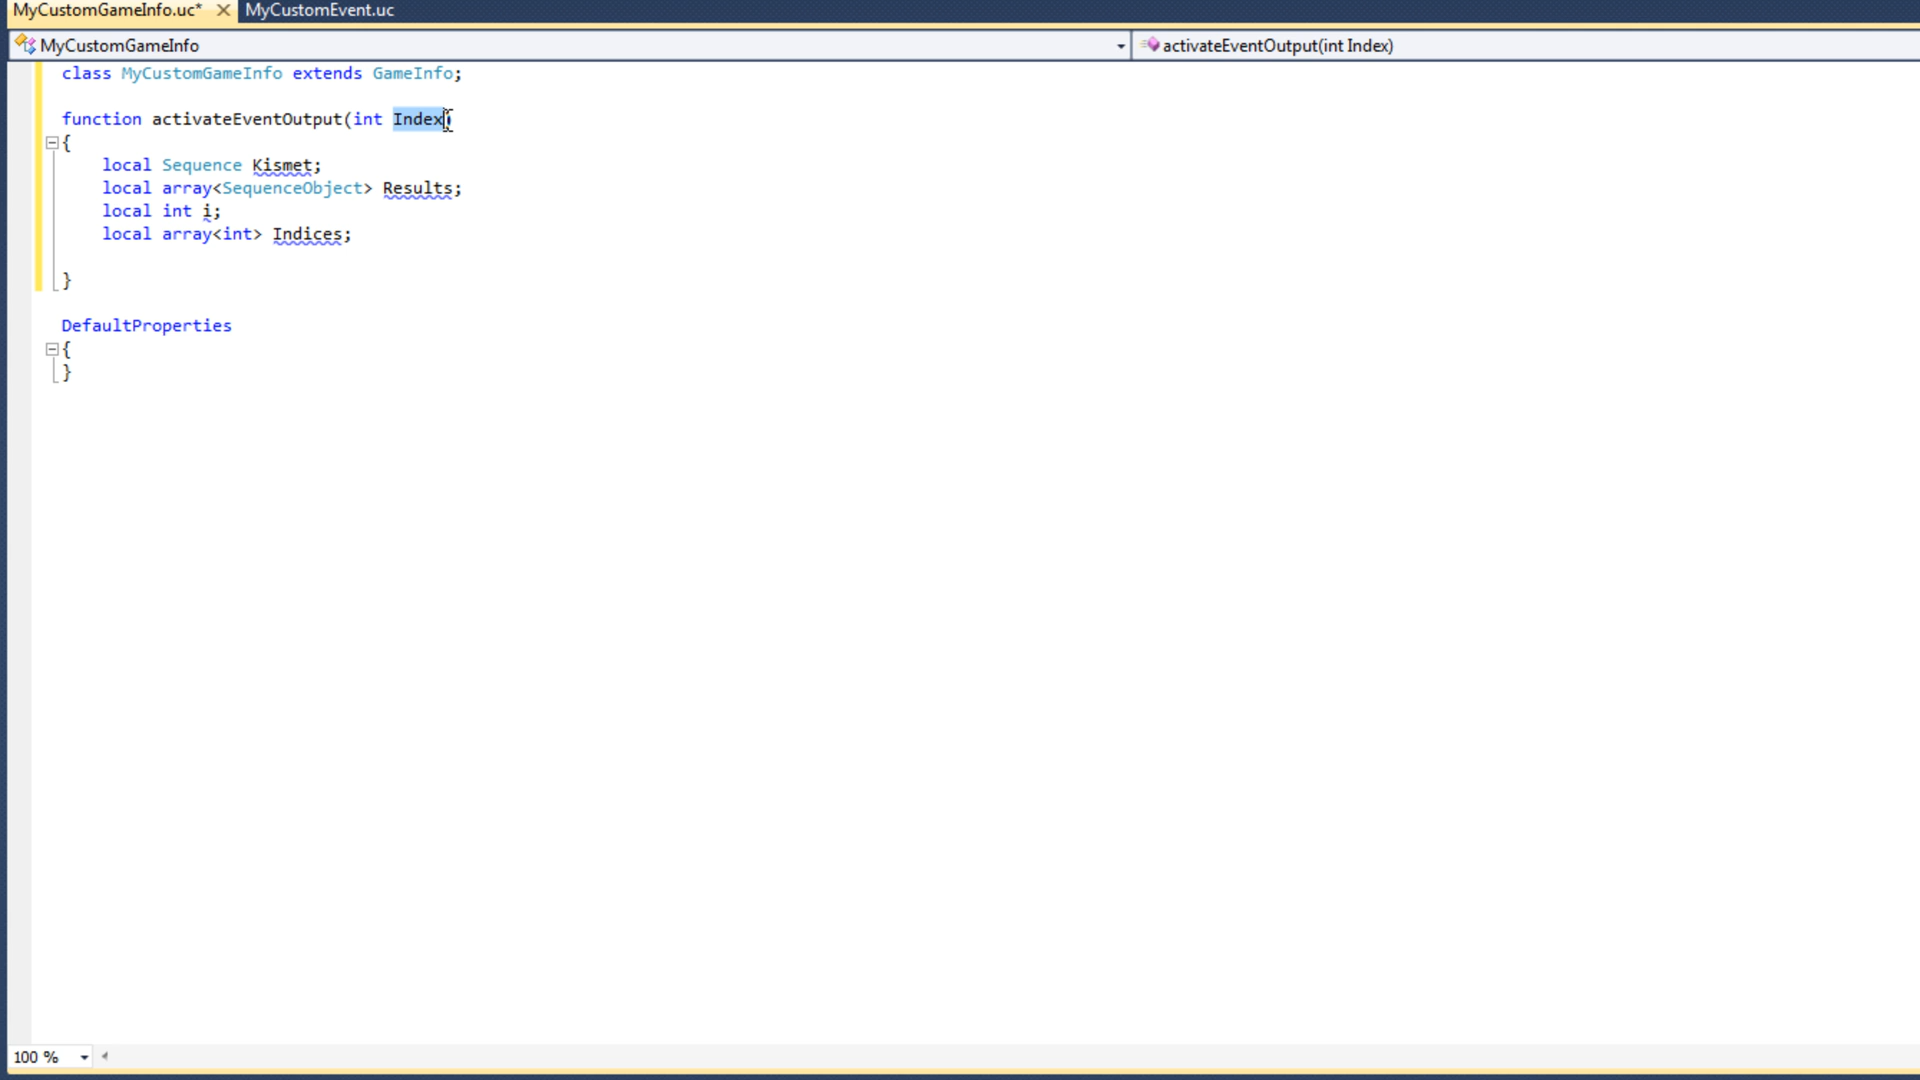 MyCustomGameInfo.uc* MyCustomEvent.uc
MyCustomGameInfo activateEventOutput(int Index)
class MyCustomGameInfo extends GameInfo;
function activateEventOutput(int Index)
{
local Sequence Kismet;
local array<SequenceObject> Results;
local int i;
local array<int> Indices;
}
DefaultProperties
{
}
100 %